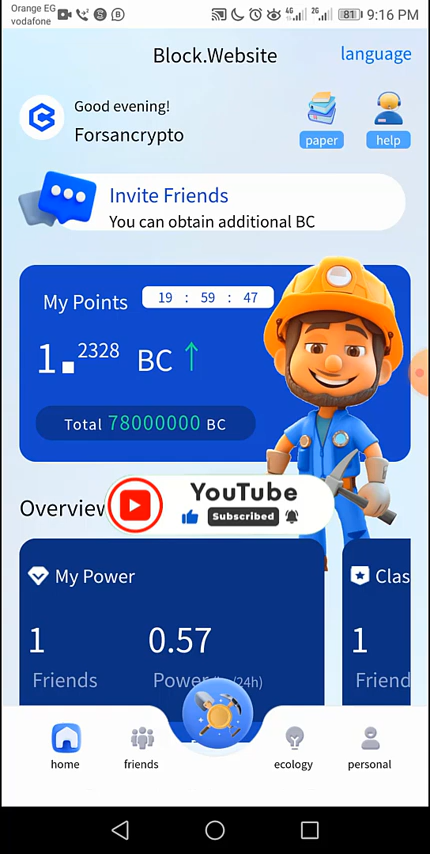 Orange EG
vodafone
4G
2G
81
9:16 PM
Block.Website
language
Good evening!
Forsancrypto
paper
help
Invite Friends
You can obtain additional BC
My Points
19 : 59 : 47
1.2328 BC ↑
Total 78000000 BC
Overview
YouTube
Subscribed
My Power
Clas
1
0.57
1
Friends
Power
/24h)
Friend
home
friends
ecology
personal